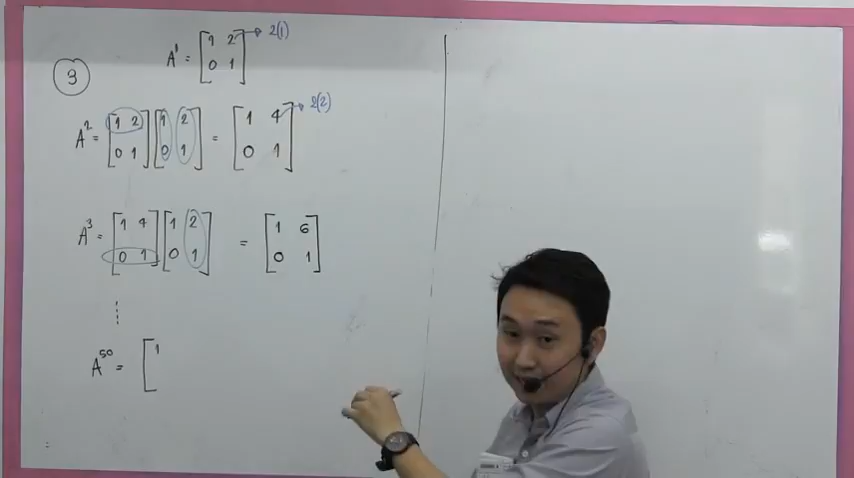 A¹ = [1 2 → 2(1)
0 1]
3
A² = [1 2 [1 2 = [1 4 → 2(2)
0 1] 0 1] 0 1]
A³ = [1 4 [1 2 = [1 6
0 1] 0 1] 0 1]
⋮
A⁵⁰ = [1